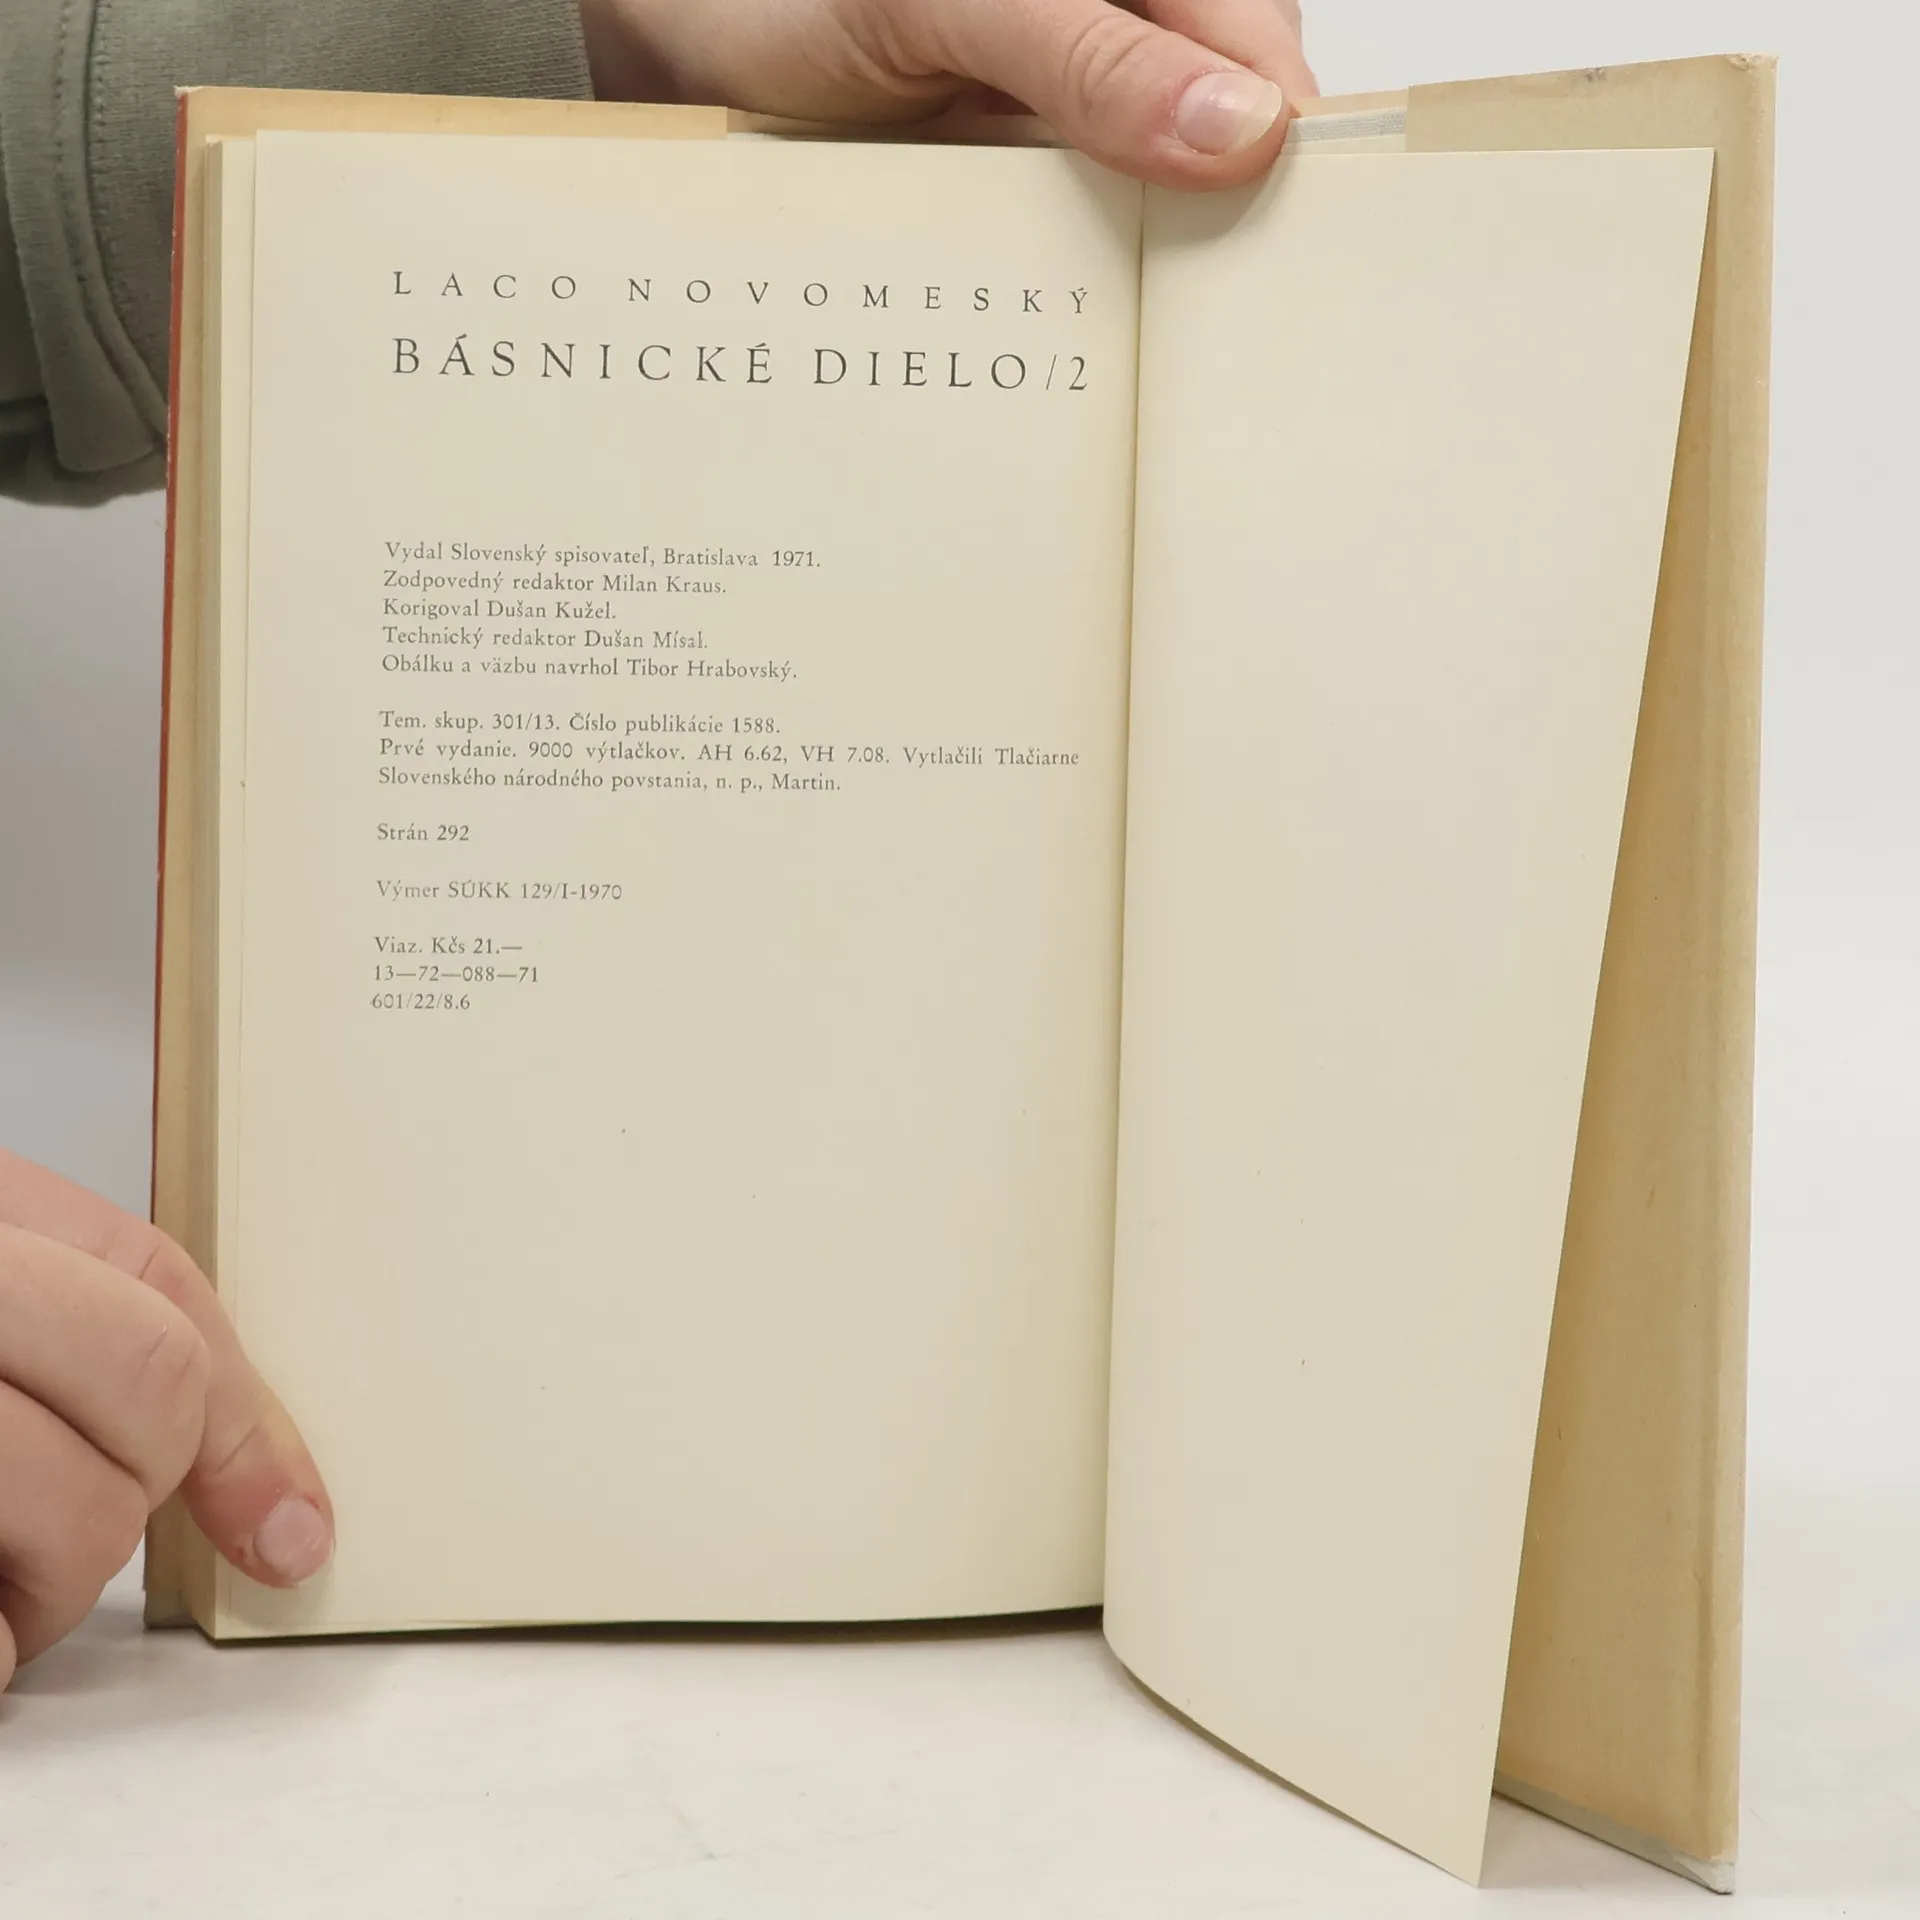 LACO NOVOMESKÝ
BÁSNICKÉ DIELO/2
Vydal Slovenský spisovateľ, Bratislava 1971.
Zodpovedný redaktor Milan Kraus.
Korigoval Dušan Kužel.
Technický redaktor Dušan Mísal.
Obálku a väzbu navrhol Tibor Hrabovský.
Tem. skup. 301/13. Číslo publikácie 1588.
Prvé vydanie. 9000 výtlačkov. AH 6.62, VH 7.08. Vytlačili Tlačiarne
Slovenského národného povstania, n. p., Martin.
Strán 292
Výmer SÚKK 129/I-1970
Viaz. Kčs 21.—
13—72—088—71
601/22/8.6